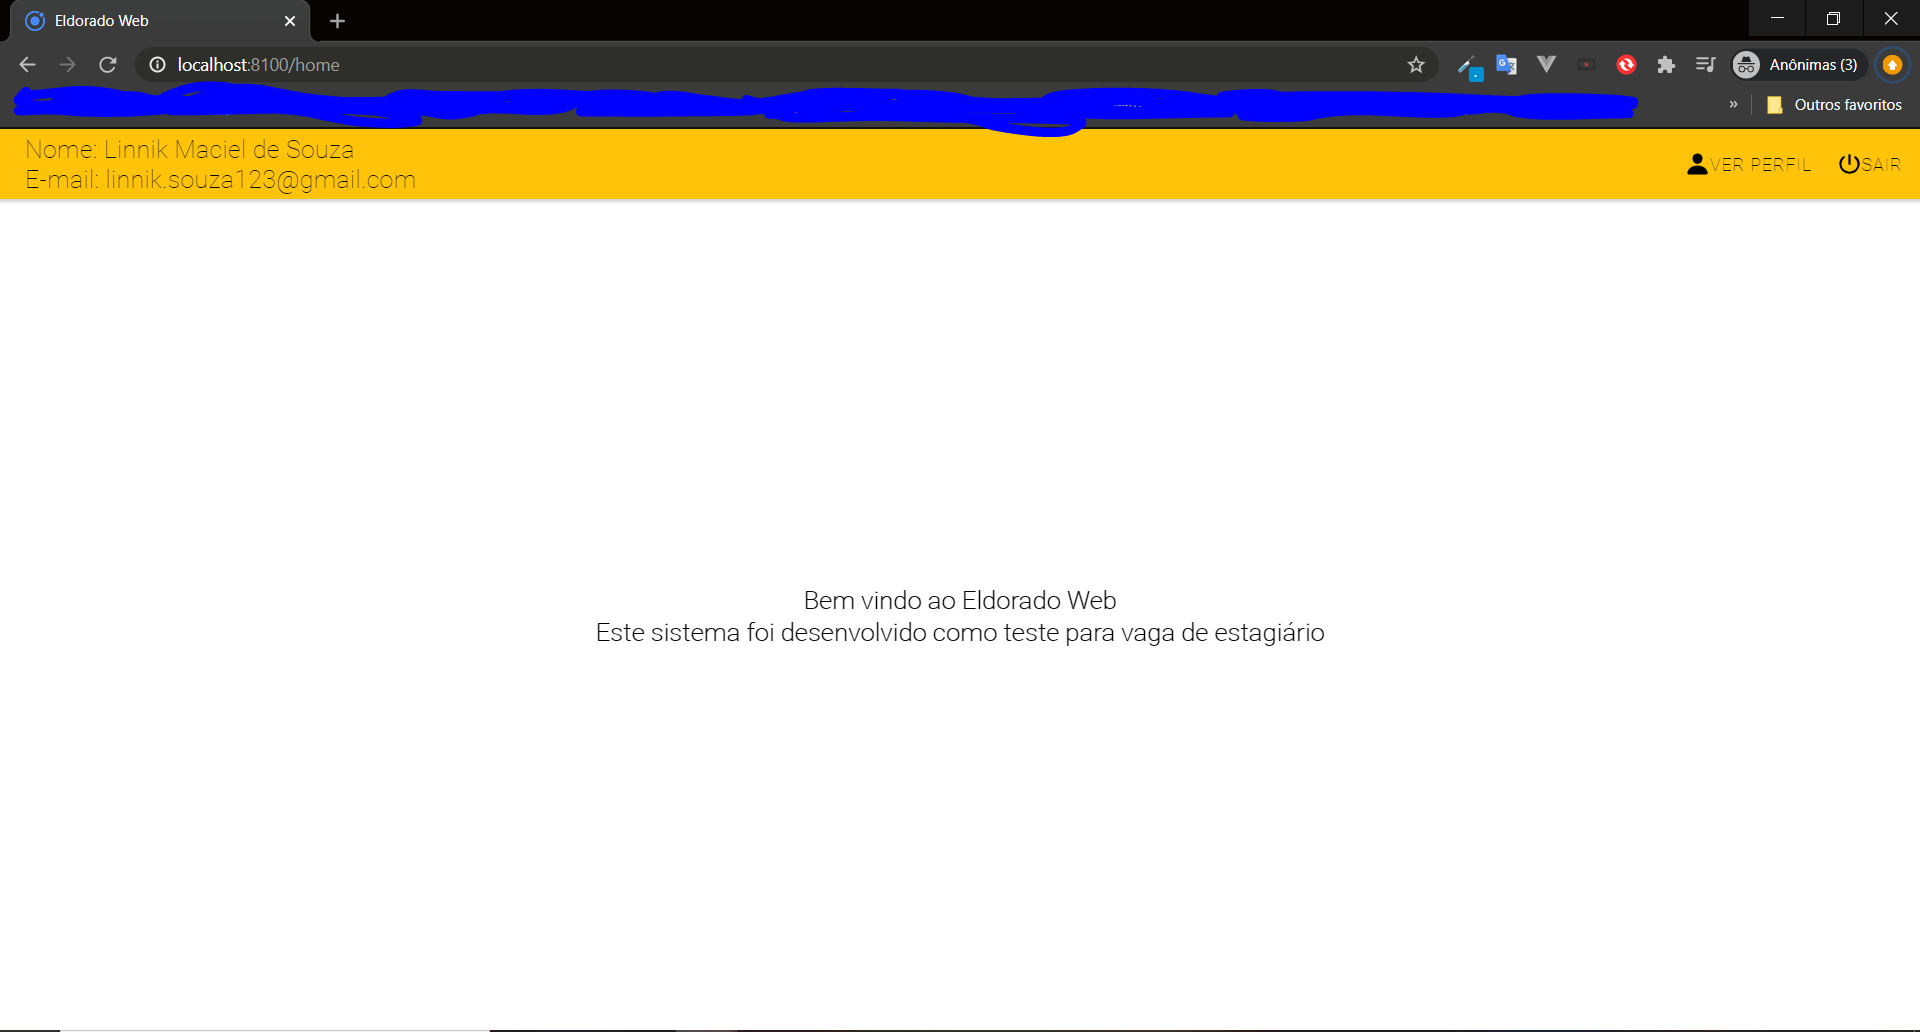 Eldorado Web
localhost:8100/home
Anônimas (3)
» Outros favoritos
Nome: Linnik Maciel de Souza
E-mail: linnik.souza123@gmail.com
VER PERFIL
SAIR
Bem vindo ao Eldorado Web
Este sistema foi desenvolvido como teste para vaga de estagiário